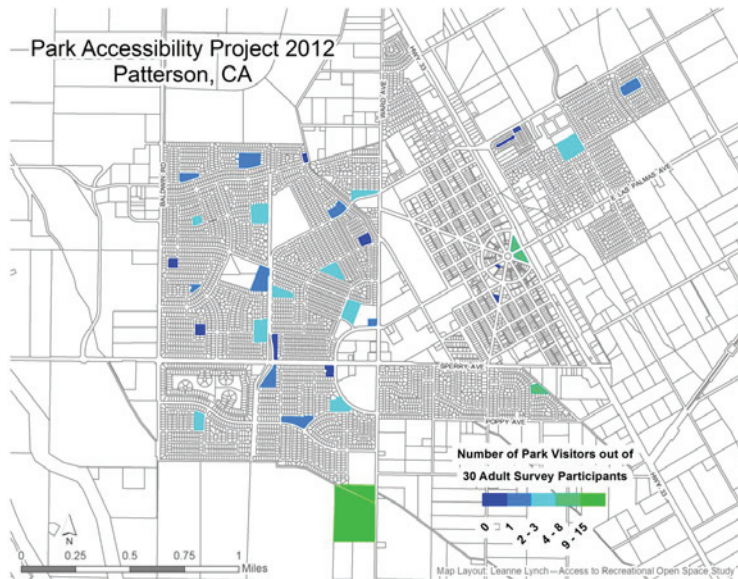 Park Accessibility Project 2012
Patterson, CA
HWY 33
WARD AVE
BALDWIN RD
E LAS PALMAS AVE
SPERRY AVE
POPPY AVE
Number of Park Visitors out of
30 Adult Survey Participants
0
1
2 - 3
4 - 8
9 - 15
HWY 33
N
0 0.25 0.5 0.75 1
Miles
Map Layout: Leanne Lynch — Access to Recreational Open Space Study